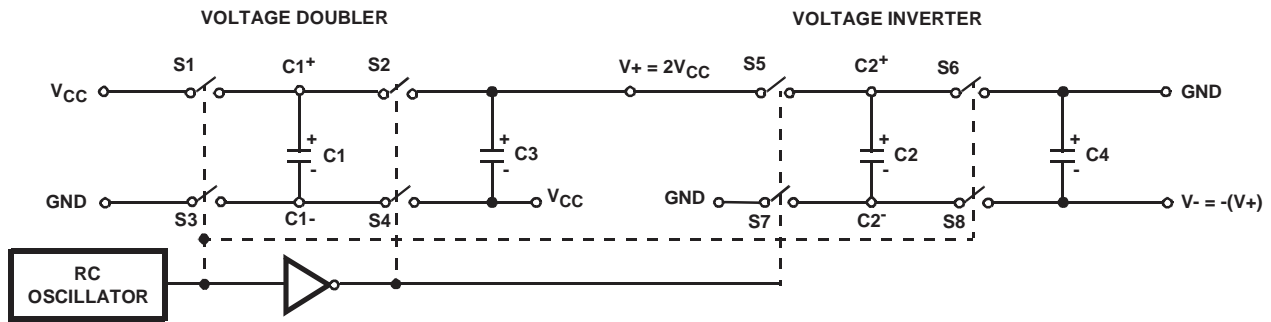 VOLTAGE DOUBLER
VOLTAGE INVERTER
S1 C1+ S2 V+ = 2VCC S5 C2+ S6
VCC GND
+ C1 - + C3 - + C2 - + C4 -
GND VCC GND V- = -(V+)
S3 C1- S4 S7 C2- S8
RC
OSCILLATOR